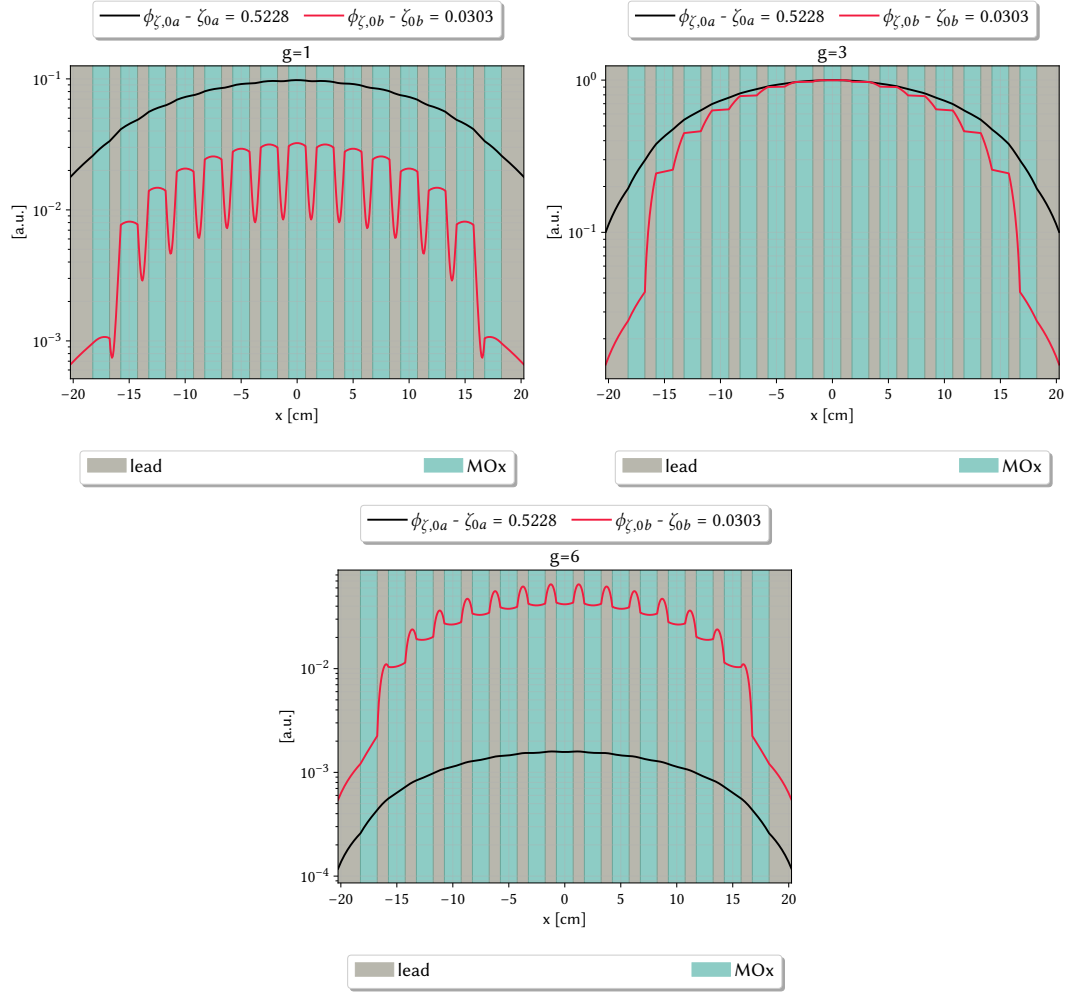 ϕζ,0a - ζ0a = 0.5228 ϕζ,0b - ζ0b = 0.0303
g=1
10⁻¹
10⁻²
10⁻³
[a.u.]
−20 −15 −10 −5 0 5 10 15 20
x [cm]
lead MOx
ϕζ,0a - ζ0a = 0.5228 ϕζ,0b - ζ0b = 0.0303
g=3
10⁰
10⁻¹
[a.u.]
−20 −15 −10 −5 0 5 10 15 20
x [cm]
lead MOx
ϕζ,0a - ζ0a = 0.5228 ϕζ,0b - ζ0b = 0.0303
g=6
10⁻²
10⁻³
10⁻⁴
[a.u.]
−20 −15 −10 −5 0 5 10 15 20
x [cm]
lead MOx